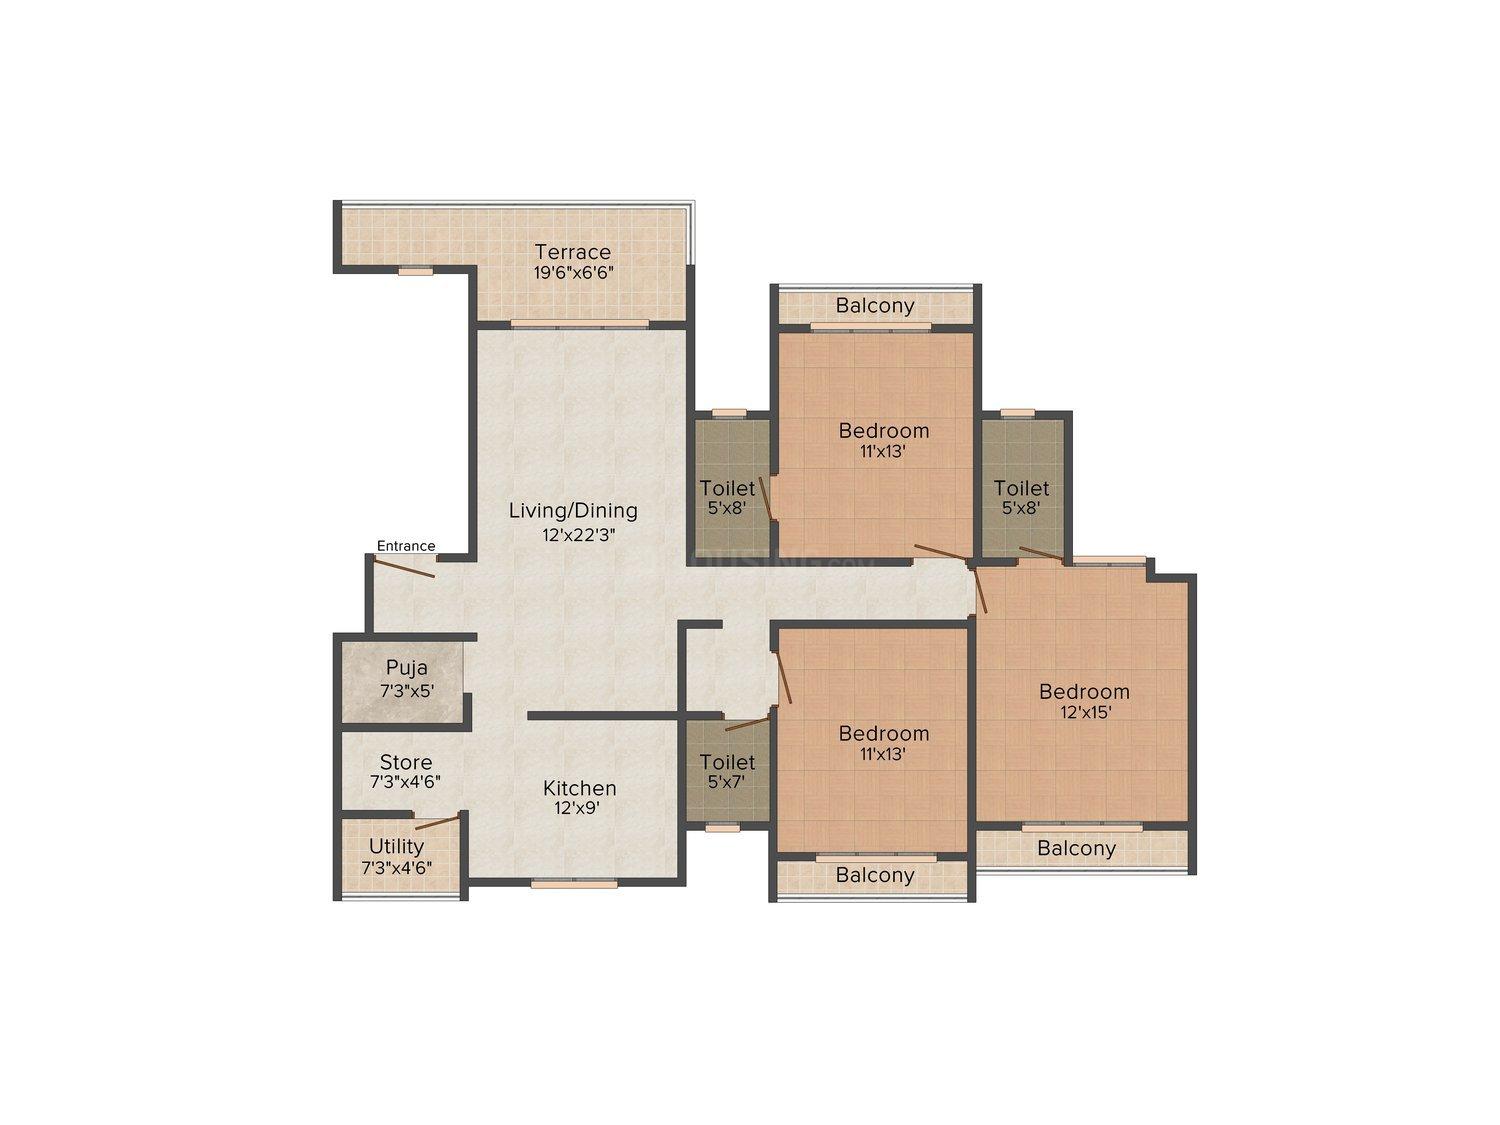 Terrace
19'6"x6'6"
Balcony
Bedroom
11'x13'
Toilet
5'x8'
Toilet
5'x8'
Living/Dining
12'x22'3"
Entrance
HOUSING.COM
Puja
7'3"x5'
Bedroom
12'x15'
Bedroom
11'x13'
Store
7'3"x4'6"
Toilet
5'x7'
Kitchen
12'x9'
Utility
7'3"x4'6"
Balcony
Balcony